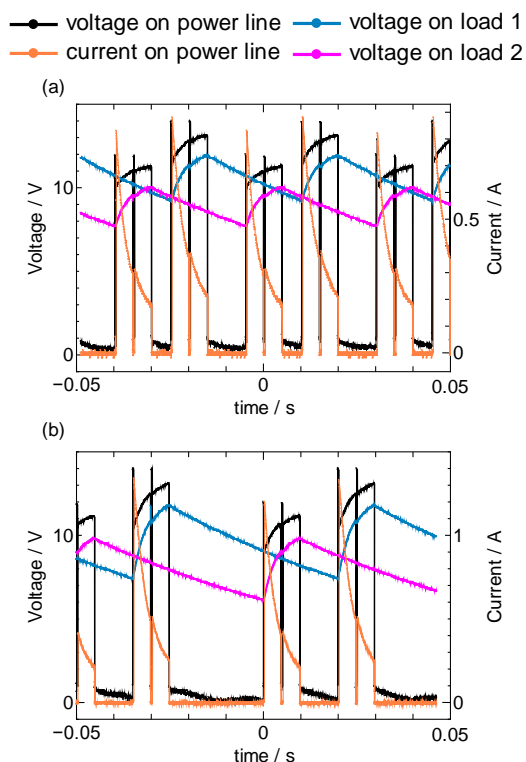 voltage on power line voltage on load 1
current on power line voltage on load 2
(a)
10
0
Voltage / V
0.5
0
Current / A
−0.05 0 0.05
time / s
(b)
10
0
Voltage / V
1
0
Current / A
−0.05 0 0.05
time / s